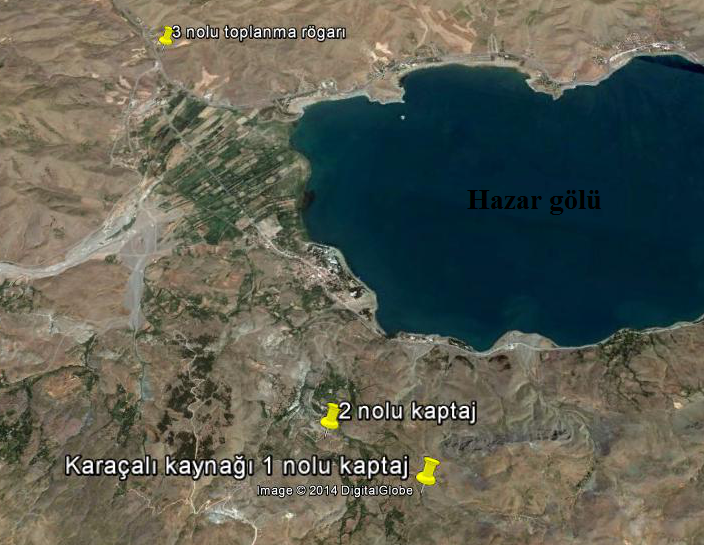 3 nolu toplanma rögarı
Hazar gölü
2 nolu kaptaj
Karaçalı kaynağı 1 nolu kaptaj
Image © 2014 DigitalGlobe